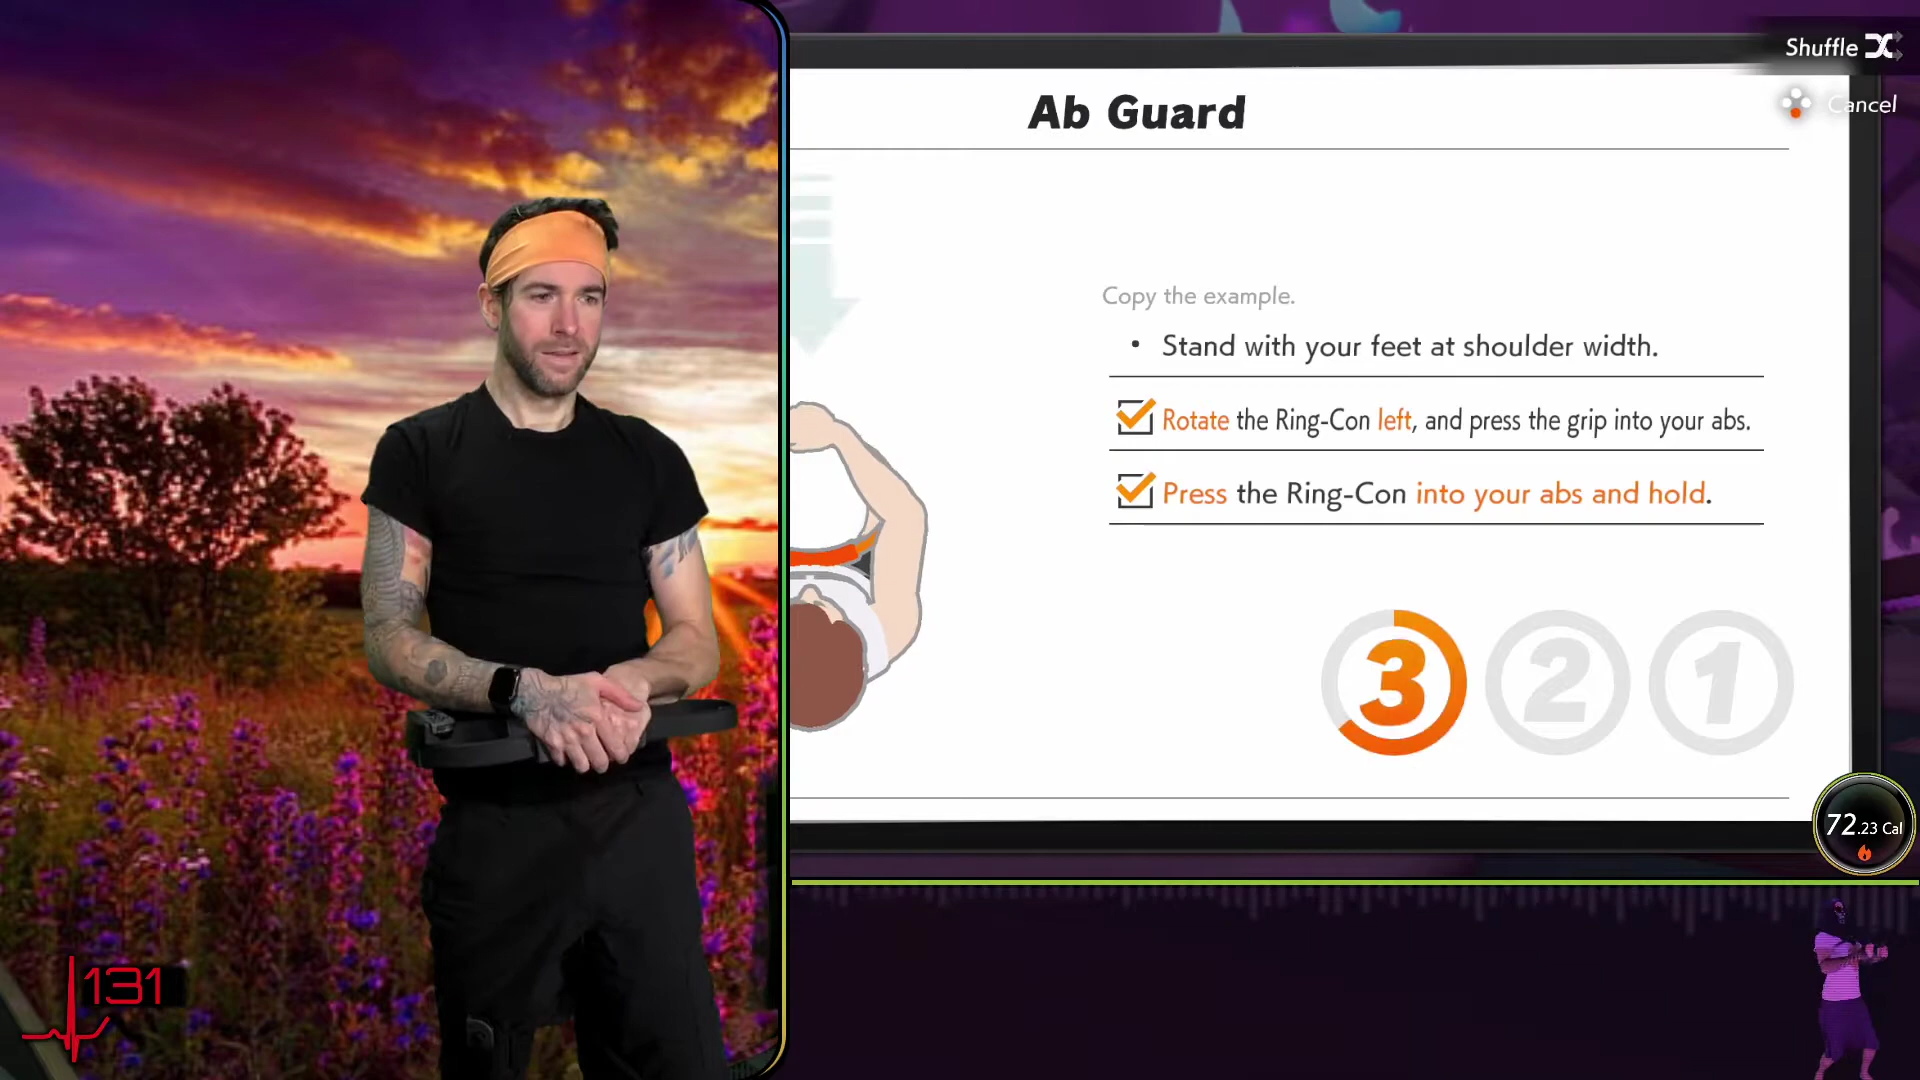 Shuffle
Cancel
Ab Guard
Copy the example.
• Stand with your feet at shoulder width.
Rotate the Ring-Con left, and press the grip into your abs.
Press the Ring-Con into your abs and hold.
3 2 1
72.23 Cal
131